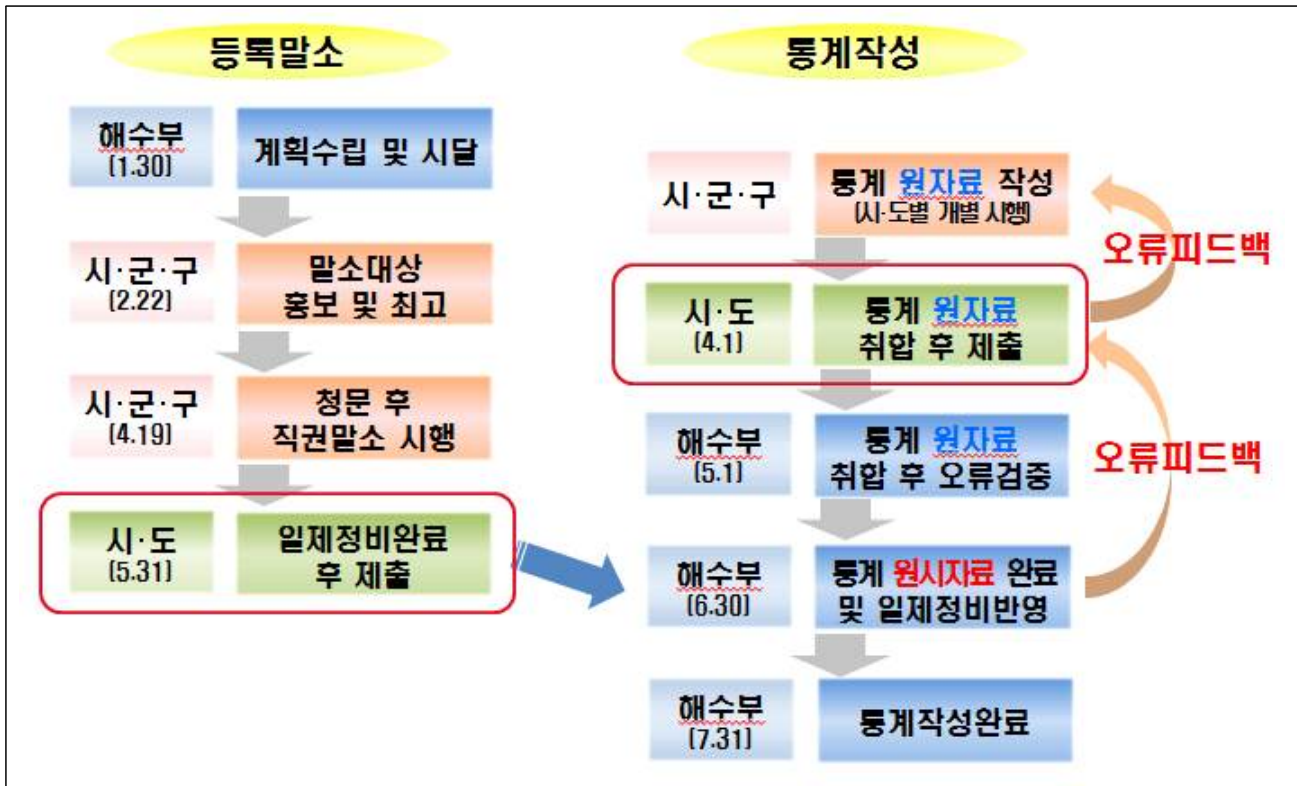 등록말소
해수부
(1.30)
계획수립 및 시달
시·군·구
(2.22)
말소대상
홍보 및 최고
시·군·구
(4.19)
청문 후
직권말소 시행
시·도
(5.31)
일제정비완료
후 제출
통계작성
시·군·구
통계 원자료 작성
(시·도별 개별 시행)
오류피드백
시·도
(4.1)
통계 원자료
취합 후 제출
해수부
(5.1)
통계 원자료
취합 후 오류검증
오류피드백
해수부
(6.30)
통계 원시자료 완료
및 일제정비반영
해수부
(7.31)
통계작성완료